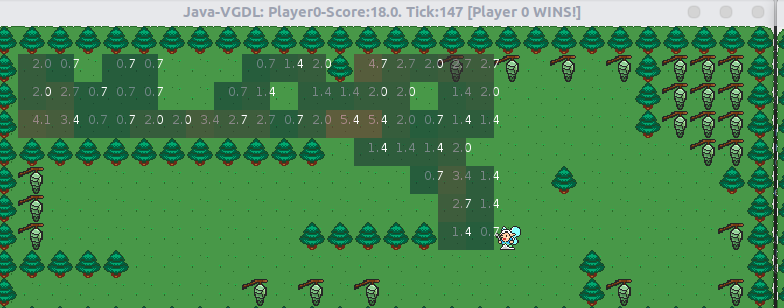 Java-VGDL: Player0-Score:18.0. Tick:147 [Player 0 WINS!]
2.0 0.7 0.7 0.7 0.7 1.4 2.0 4.7 2.7 2.0 2.7 2.7
2.0 2.7 0.7 0.7 0.7 0.7 1.4 1.4 1.4 2.0 2.0 1.4 2.0
4.1 3.4 0.7 0.7 2.0 2.0 3.4 2.7 2.7 0.7 2.0 5.4 5.4 2.0 0.7 1.4 1.4
1.4 1.4 1.4 2.0
0.7 3.4 1.4
2.7 1.4
1.4 0.7